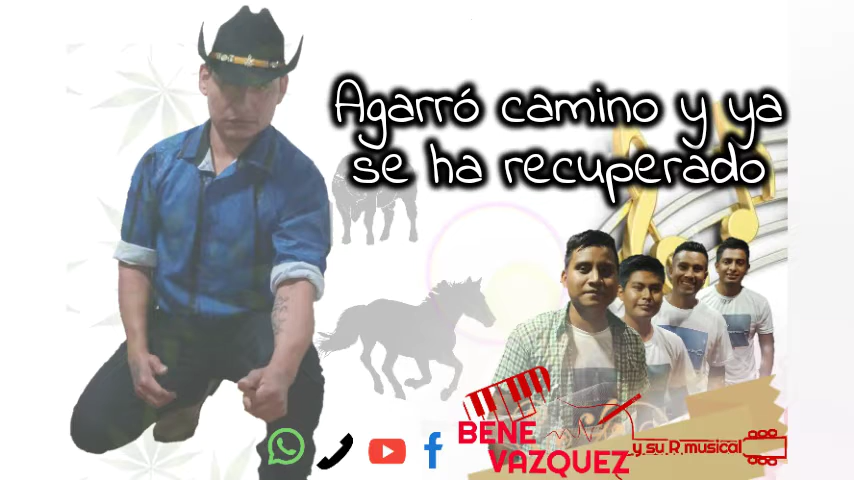 Agarró camino y ya
se ha recuperado
BENE
VAZQUEZ
y su R. musical